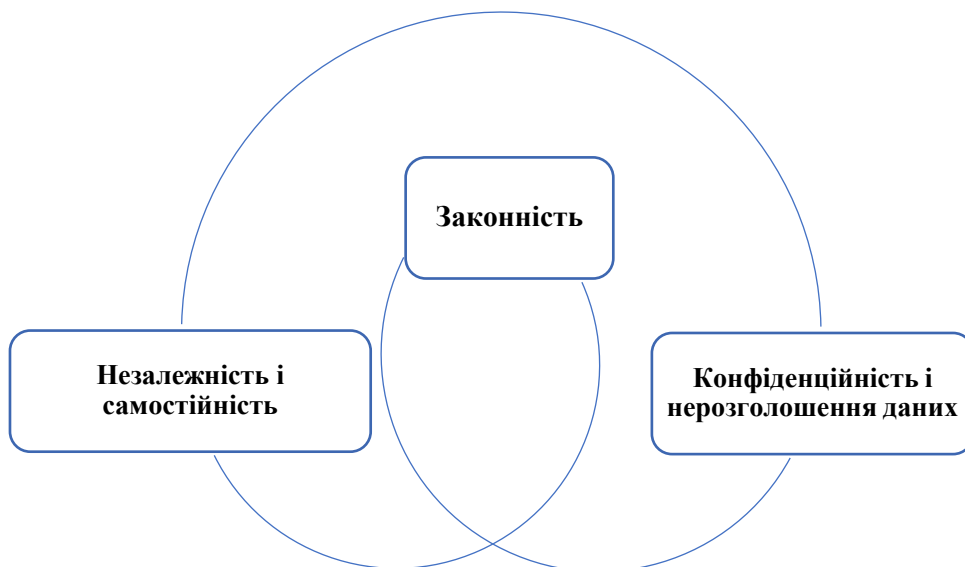 Законність
Незалежність і
самостійність
Конфіденційність і
нерозголошення даних